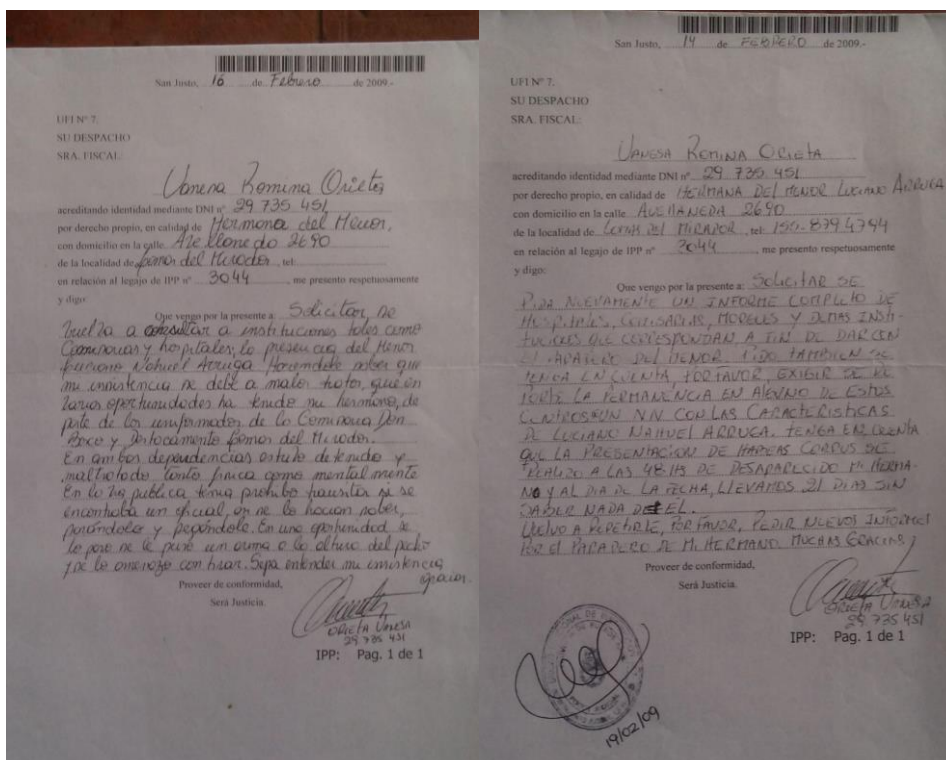 San Justo, 16 de Febrero de 2009.-
UFI Nº 7.
SU DESPACHO
SRA. FISCAL:
Vanesa Romina Orieta
acreditando identidad mediante DNI nº 29 735 451
por derecho propio, en calidad de Hermana del Menor,
con domicilio en la calle Avellaneda 2690
de la localidad de Lomas del Mirador, tel:
en relación al legajo de IPP nº 3044, me presento respetuosamente
y digo:
Que vengo por la presente a: Solicitar, se
vuelva a consultar a instituciones tales como
Comisarias y hospitales, la presencia del Menor
Luciano Nahuel Arruga. Haciendole saber que
mi insistencia se debe a malos tratos, que en
varias oportunidades ha tenido mi hermano, de
parte de los uniformados de la Comisaria Don
Bosco y Destacamento Lomas del Mirador.
En ambas dependencias estuvo detenido y
maltratado tanto fisica como mentalmente
En la via publica tenia prohibo transitar si se
encontraba un oficial, asi se lo hacian saber,
parándolo y pegándole. En una oportunidad se
lo paro se le puso un arma a la altura del pecho
y se lo amenazo con tirar. Sepa entender mi insistencia
Gracias.
Proveer de conformidad,
Será Justicia.
ORIETA VANESA
29 735 451
IPP: Pag. 1 de 1
San Justo, 14 de FEBRERO de 2009.-
UFI Nº 7.
SU DESPACHO
SRA. FISCAL:
VANESA ROMINA ORIETA
acreditando identidad mediante DNI nº 29 735 451
por derecho propio, en calidad de HERMANA DEL MENOR LUCIANO ARRUGA
con domicilio en la calle AVELLANEDA 2690
de la localidad de LOMAS DEL MIRADOR, tel: 155-879 4794
en relación al legajo de IPP nº 3044, me presento respetuosamente
y digo:
Que vengo por la presente a: SOLICITAR SE
PIDA NUEVAMENTE UN INFORME COMPLETO DE
HOSPITALES, COMISARIAS, MORGUES Y DEMAS INSTI-
TUCIONES QUE CORRESPONDAN, A FIN DE DAR CON
EL PARADERO DEL MENOR. PIDO TAMBIEN SE
TENGA EN CUENTA, POR FAVOR, EXIGIR SE
LA PERMANENCIA EN ALGUNO DE ESTOS
CENTROS UN NN CON LAS CARACTERISTICAS
DE LUCIANO NAHUEL ARRUGA. TENGA EN CUENTA
QUE LA PRESENTACION DE HABEAS CORPUS SE
REALIZO A LAS 48 HS DE DESAPARECIDO MI HERMA-
NO Y AL DIA DE LA FECHA, LLEVAMOS 21 DIAS SIN
SABER NADA DE ÉL.
VUELVO A REPETIRLE, POR FAVOR, PEDIR NUEVOS INFORMES
POR EL PARADERO DE MI HERMANO. MUCHAS GRACIAS.
Proveer de conformidad,
Será Justicia.
ORIETA VANESA
29 735 451
IPP: Pag. 1 de 1
19/02/09